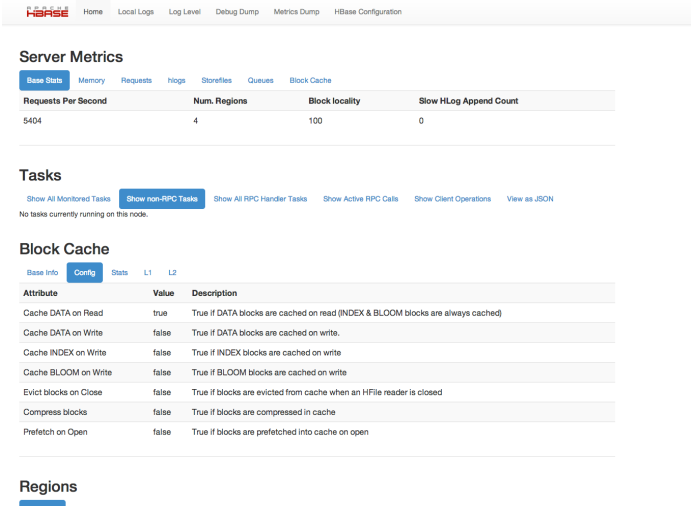 APACHE
HBASE Home Local Logs Log Level Debug Dump Metrics Dump HBase Configuration
Server Metrics
Base Stats Memory Requests hlogs Storefiles Queues Block Cache
Requests Per Second Num. Regions Block locality Slow HLog Append Count
5404 4 100 0
Tasks
Show All Monitored Tasks Show non-RPC Tasks Show All RPC Handler Tasks Show Active RPC Calls Show Client Operations View as JSON
No tasks currently running on this node.
Block Cache
Base Info Config Stats L1 L2
Attribute Value Description
Cache DATA on Read true True if DATA blocks are cached on read (INDEX & BLOOM blocks are always cached)
Cache DATA on Write false True if DATA blocks are cached on write.
Cache INDEX on Write false True if INDEX blocks are cached on write
Cache BLOOM on Write false True if BLOOM blocks are cached on write
Evict blocks on Close false True if blocks are evicted from cache when an HFile reader is closed
Compress blocks false True if blocks are compressed in cache
Prefetch on Open false True if blocks are prefetched into cache on open
Regions